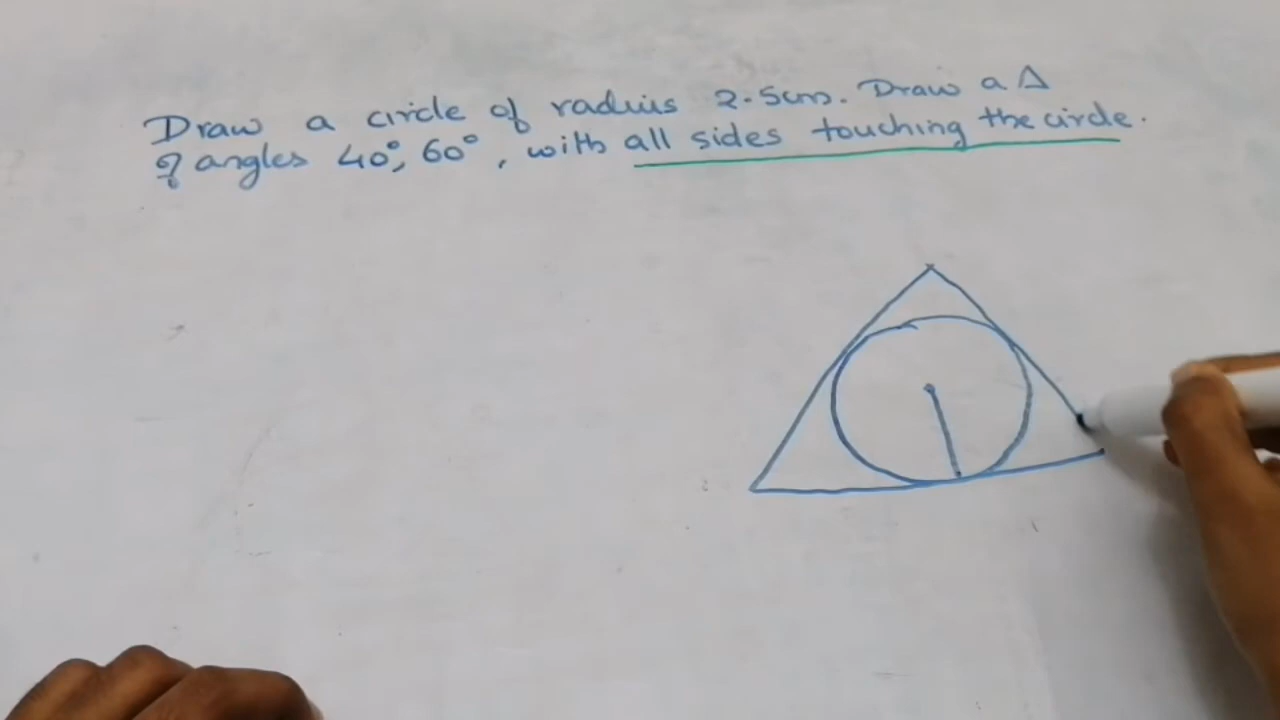 Draw a circle of radius 2.5cm. Draw a Δ
of angles 40°, 60°, with all sides touching the circle.